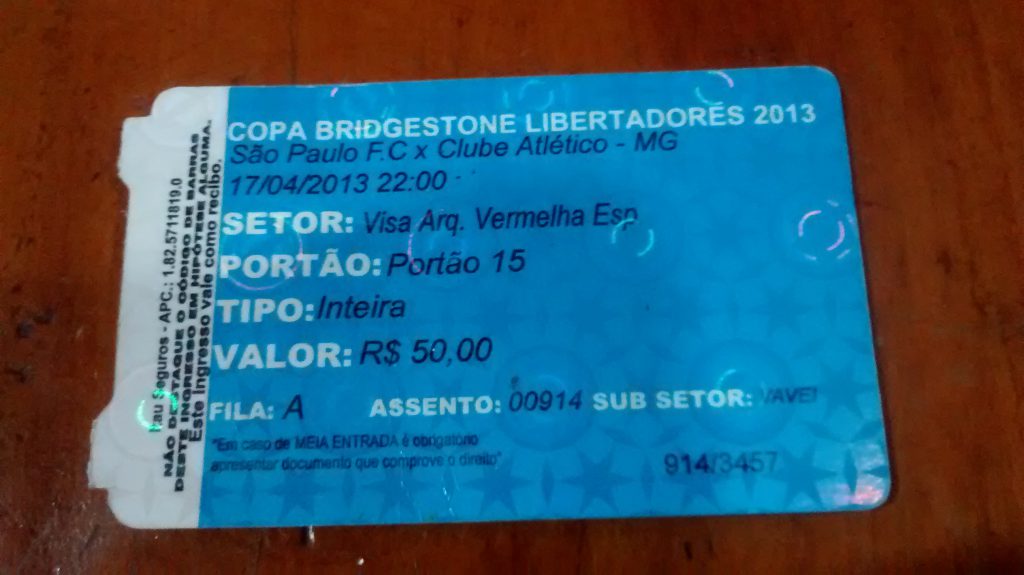 COPA BRIDGESTONE LIBERTADORES 2013
São Paulo F.C x Clube Atlético - MG
17/04/2013 22:00
SETOR: Visa Arq. Vermelha Esp
PORTÃO: Portão 15
TIPO: Inteira
VALOR: R$ 50,00
FILA: A ASSENTO: 00914 SUB SETOR:
"Em caso de MEIA ENTRADA é obrigatório
apresentar documento que comprove o direito"
914/3457
Itau Seguros - APC.: 1.82.5711819.0
NÃO DESTAQUE O CÓDIGO DE BARRAS
DESTE INGRESSO EM HIPÓTESE ALGUMA.
Este ingresso vale como recibo.